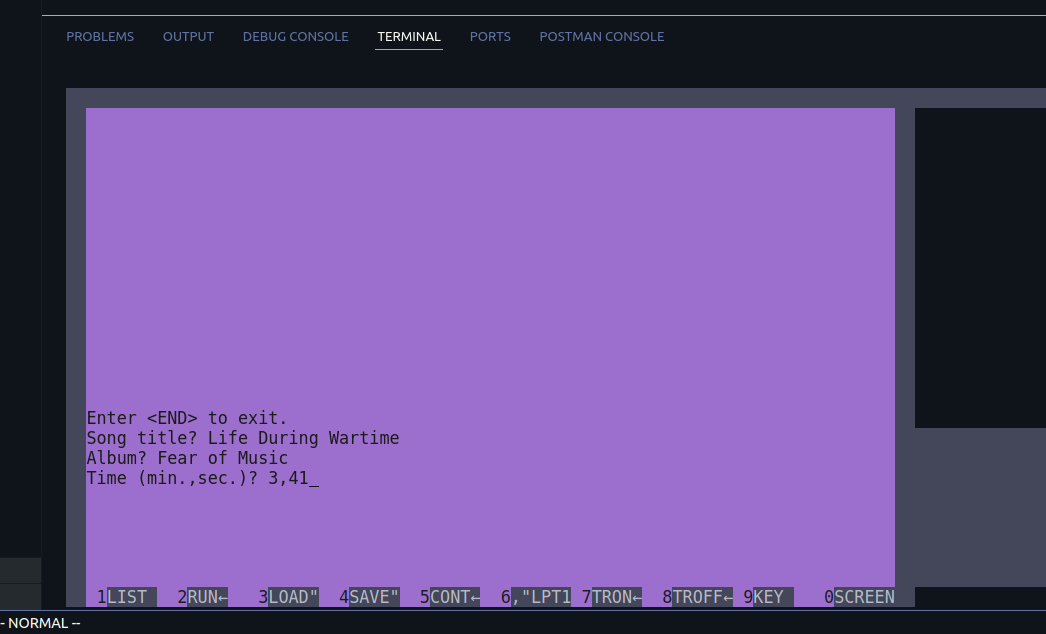 PROBLEMS OUTPUT DEBUG CONSOLE TERMINAL PORTS POSTMAN CONSOLE
Enter <END> to exit.
Song title? Life During Wartime
Album? Fear of Music
Time (min.,sec.)? 3,41_
1LIST 2RUN← 3LOAD" 4SAVE" 5CONT← 6,"LPT1 7TRON← 8TROFF← 9KEY 0SCREEN
- NORMAL --